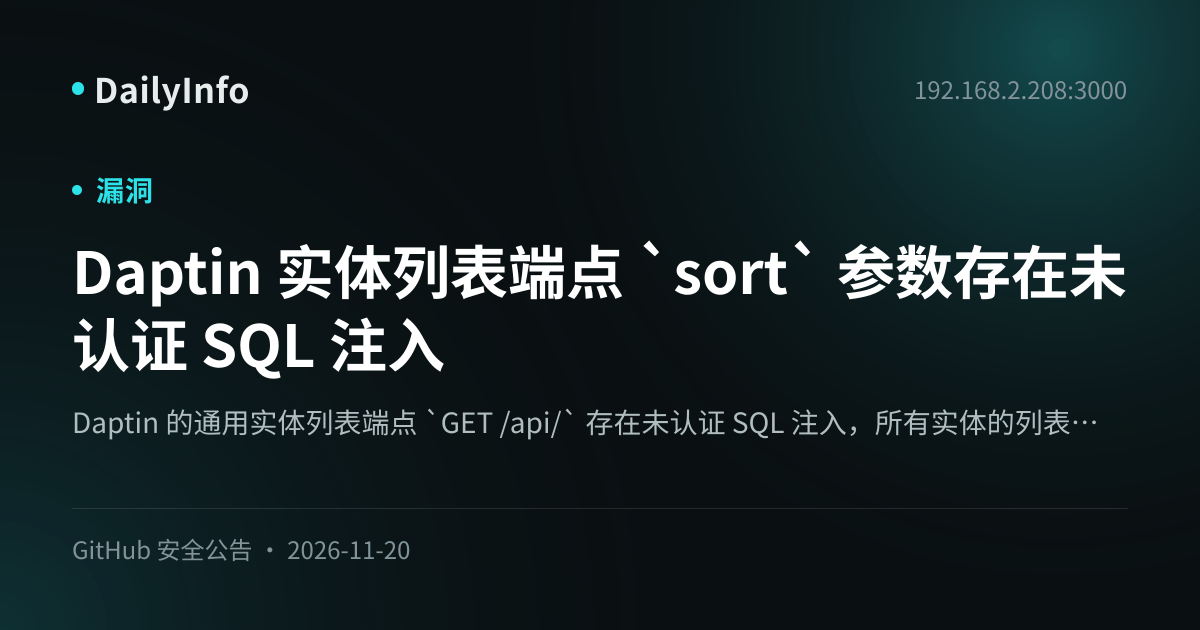 DailyInfo
192.168.2.208:3000
漏洞
Daptin 实体列表端点 `sort` 参数存在未
认证 SQL 注入
Daptin 的通用实体列表端点 `GET /api/` 存在未认证 SQL 注入，所有实体的列表…
GitHub 安全公告 · 2026-11-20